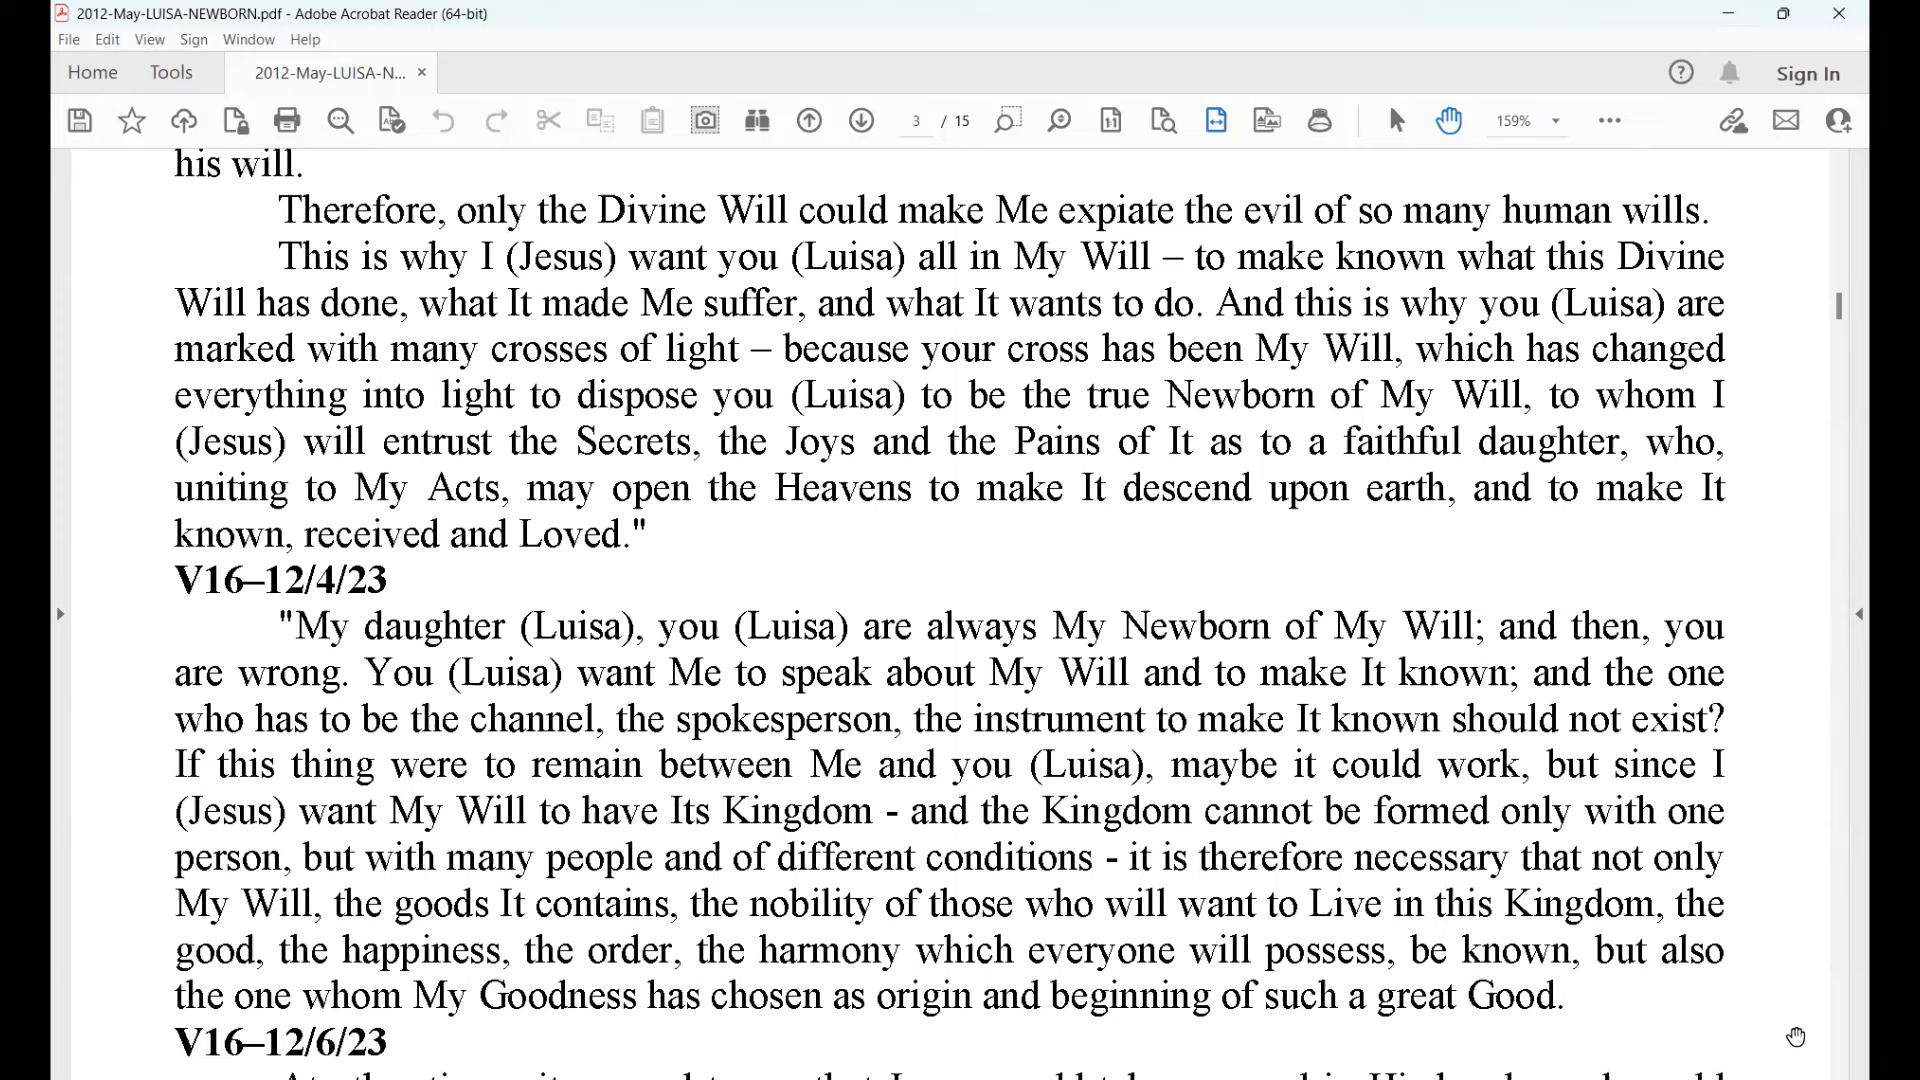 2012-May-LUISA-NEWBORN.pdf - Adobe Acrobat Reader (64-bit)
File Edit View Sign Window Help
Home Tools 2012-May-LUISA-N... × Sign In
3 / 15 159%
his will.
Therefore, only the Divine Will could make Me expiate the evil of so many human wills.
This is why I (Jesus) want you (Luisa) all in My Will – to make known what this Divine
Will has done, what It made Me suffer, and what It wants to do. And this is why you (Luisa) are
marked with many crosses of light – because your cross has been My Will, which has changed
everything into light to dispose you (Luisa) to be the true Newborn of My Will, to whom I
(Jesus) will entrust the Secrets, the Joys and the Pains of It as to a faithful daughter, who,
uniting to My Acts, may open the Heavens to make It descend upon earth, and to make It
known, received and Loved."
V16–12/4/23
"My daughter (Luisa), you (Luisa) are always My Newborn of My Will; and then, you
are wrong. You (Luisa) want Me to speak about My Will and to make It known; and the one
who has to be the channel, the spokesperson, the instrument to make It known should not exist?
If this thing were to remain between Me and you (Luisa), maybe it could work, but since I
(Jesus) want My Will to have Its Kingdom - and the Kingdom cannot be formed only with one
person, but with many people and of different conditions - it is therefore necessary that not only
My Will, the goods It contains, the nobility of those who will want to Live in this Kingdom, the
good, the happiness, the order, the harmony which everyone will possess, be known, but also
the one whom My Goodness has chosen as origin and beginning of such a great Good.
V16–12/6/23